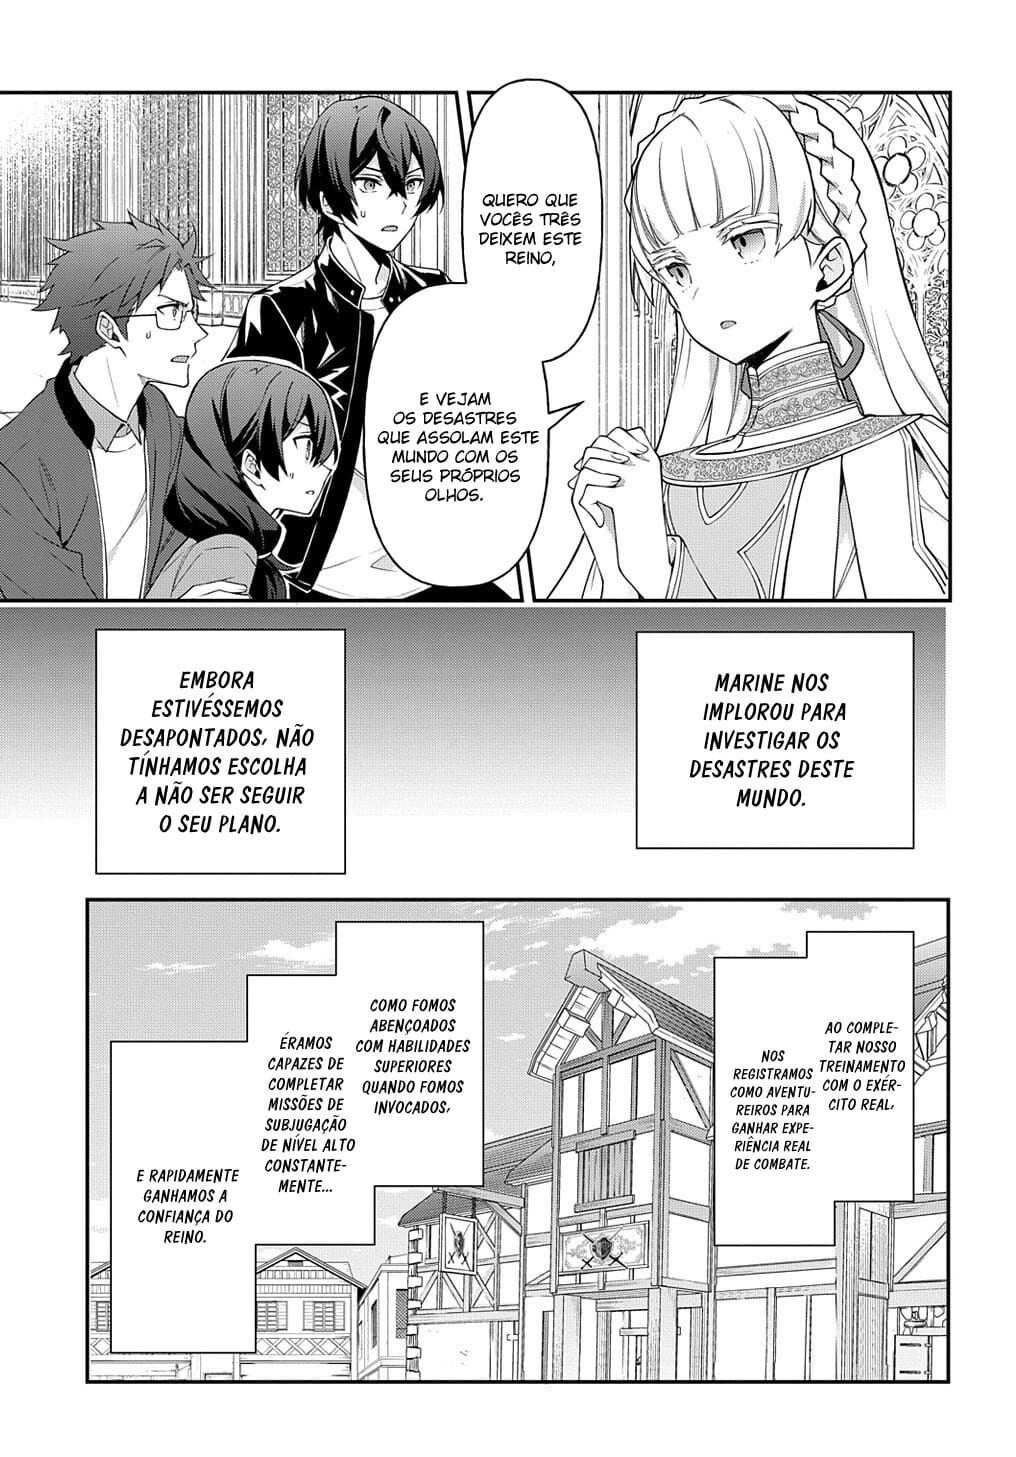 QUERO QUE
VOCÊS TRÊS
DEIXEM ESTE
REINO,
E VEJAM
OS DESASTRES
QUE ASSOLAM ESTE
MUNDO COM OS
SEUS PRÓPRIOS
OLHOS.
MARINE NOS
IMPLOROU PARA
INVESTIGAR OS
DESASTRES DESTE
MUNDO.
EMBORA
ESTIVÉSSEMOS
DESAPONTADOS, NÃO
TÍNHAMOS ESCOLHA
A NÃO SER SEGUIR
O SEU PLANO.
AO COMPLE-
TAR NOSSO
TREINAMENTO
COM O EXÉR-
CITO REAL,
NOS
REGISTRAMOS
COMO AVENTU-
REIROS PARA
GANHAR EXPE-
RIÊNCIA REAL
DE COMBATE.
COMO FOMOS
ABENÇOADOS
COM HABILIDADES
SUPERIORES
QUANDO FOMOS
INVOCADOS,
ÉRAMOS
CAPAZES DE
COMPLETAR
MISSÕES DE
SUBJUGAÇÃO
DE NÍVEL ALTO
CONSTANTE-
MENTE...
E RAPIDAMENTE
GANHAMOS A
CONFIANÇA DO
REINO.